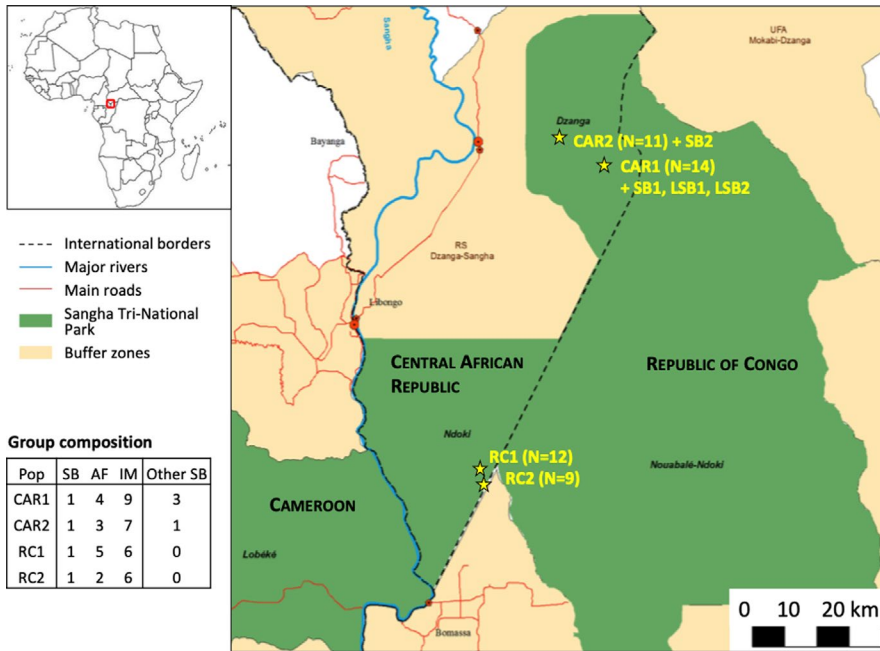 International borders
Major rivers
Main roads
Sangha Tri-National
Park
Buffer zones
Group composition
Pop SB AF IM Other SB
CAR1 1 4 9 3
CAR2 1 3 7 1
RC1 1 5 6 0
RC2 1 2 6 0
Sangha
UFA
Mokabi-Dzanga
Bayanga
Dzanga
CAR2 (N=11) + SB2
CAR1 (N=14)
+ SB1, LSB1, LSB2
RS
Dzanga-Sangha
Libongo
CENTRAL AFRICAN
REPUBLIC
REPUBLIC OF CONGO
Ndoki
RC1 (N=12)
RC2 (N=9)
Nouabalé-Ndoki
CAMEROON
Lobéké
Bomassa
0 10 20 km